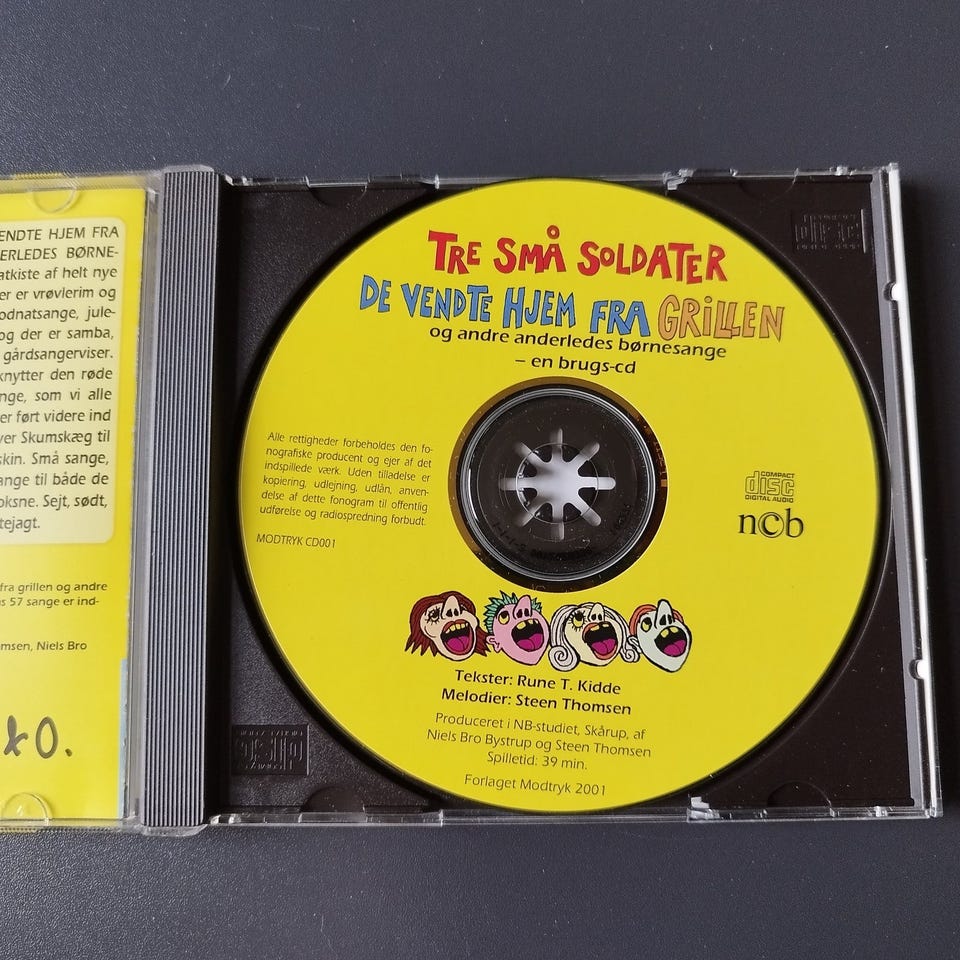 ENDTE HJEM FRA
ERLEDES BØRNE-
atkiste af helt nye
er er vrøvlerim og
odnatsange, jule-
og der er samba,
gårdsangerviser.
knytter den røde
nge, som vi alle
er ført videre ind
ver Skumskæg til
skin. Små sange,
ange til både de
oksne. Sejt, sødt,
tejagt.
fra grillen og andre
s 57 sange er ind-
msen, Niels Bro
TRE SMÅ SOLDATER
DE VENDTE HJEM FRA GRILLEN
og andre anderledes børnesange
– en brugs-cd
Alle rettigheder forbeholdes den fo-
nografiske producent og ejer af det
indspillede værk. Uden tilladelse er
kopiering, udlejning, udlån, anven-
delse af dette fonogram til offentlig
udførelse og radiospredning forbudt.
MODTRYK CD001
COMPACT
disc
DIGITAL AUDIO
n©b
Tekster: Rune T. Kidde
Melodier: Steen Thomsen
Produceret i NB-studiet, Skårup, af
Niels Bro Bystrup og Steen Thomsen
Spilletid: 39 min.
Forlaget Modtryk 2001